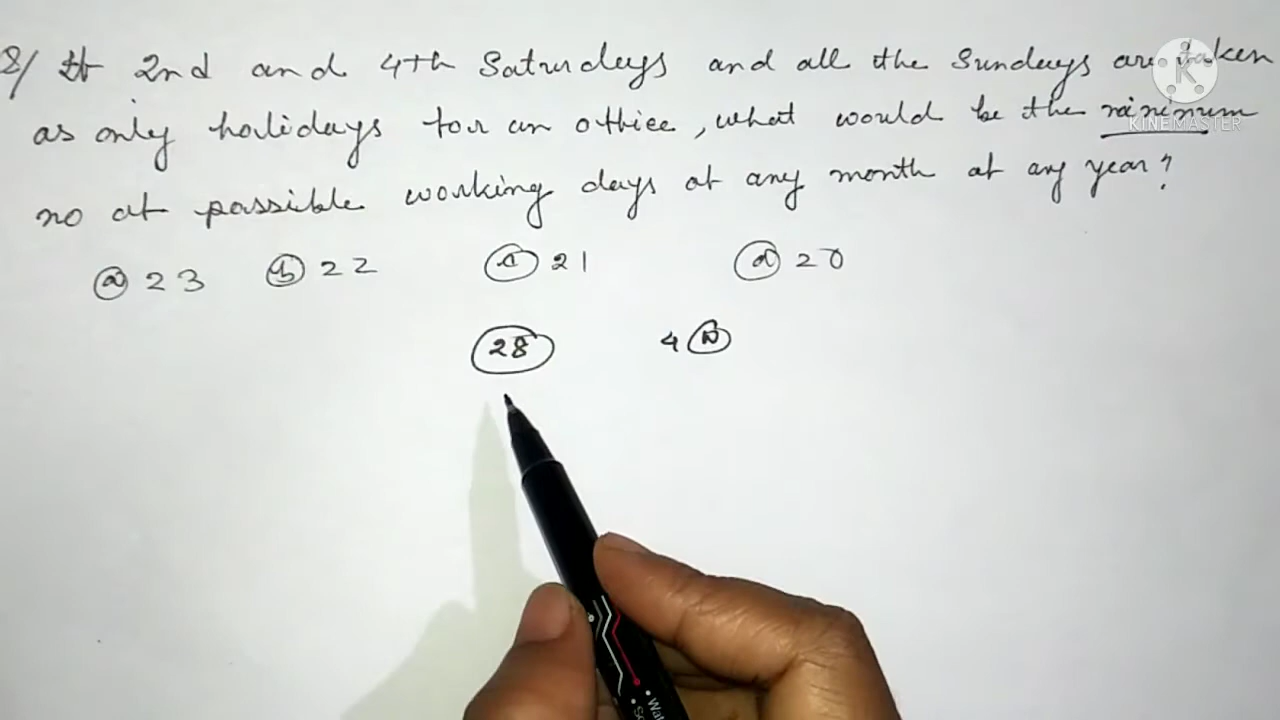 8/ If 2nd and 4th Saturdays and all the Sundays are taken
as only holidays for an office, what would be the minimum
no of possible working days of any month of any year?
(a) 23 (b) 22 (c) 21 (d) 20
28 4
K
KINEMASTER